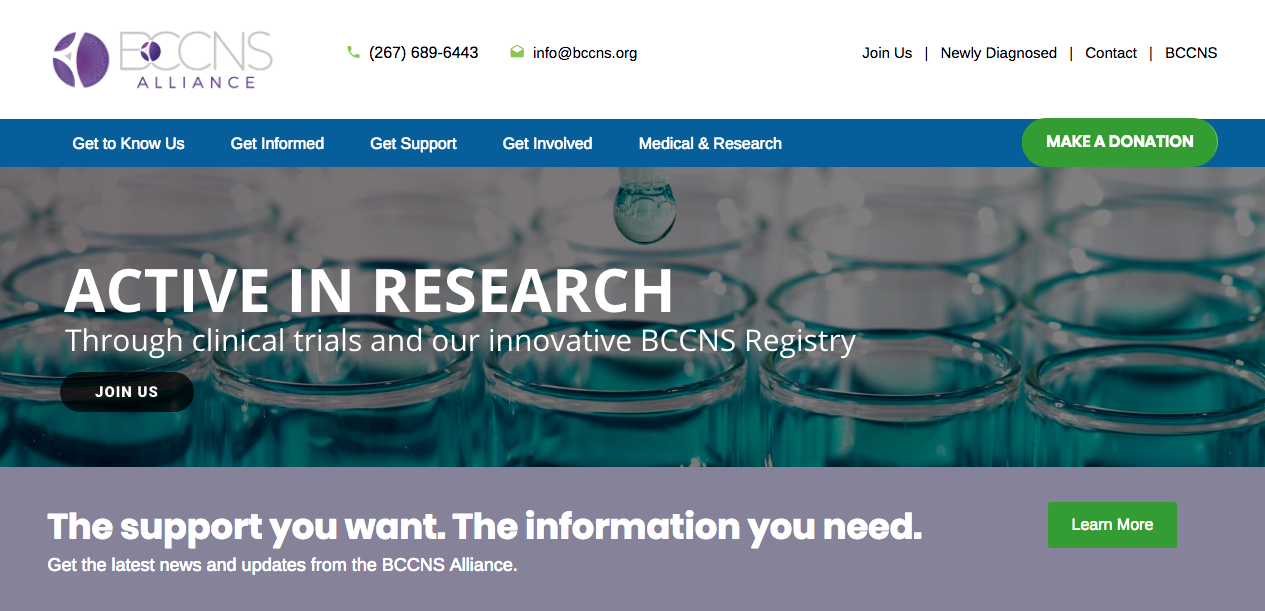 BCCNS
ALLIANCE
(267) 689-6443
info@bccns.org
Join Us | Newly Diagnosed | Contact | BCCNS
Get to Know Us
Get Informed
Get Support
Get Involved
Medical & Research
MAKE A DONATION
ACTIVE IN RESEARCH
Through clinical trials and our innovative BCCNS Registry
JOIN US
The support you want. The information you need.
Get the latest news and updates from the BCCNS Alliance.
Learn More